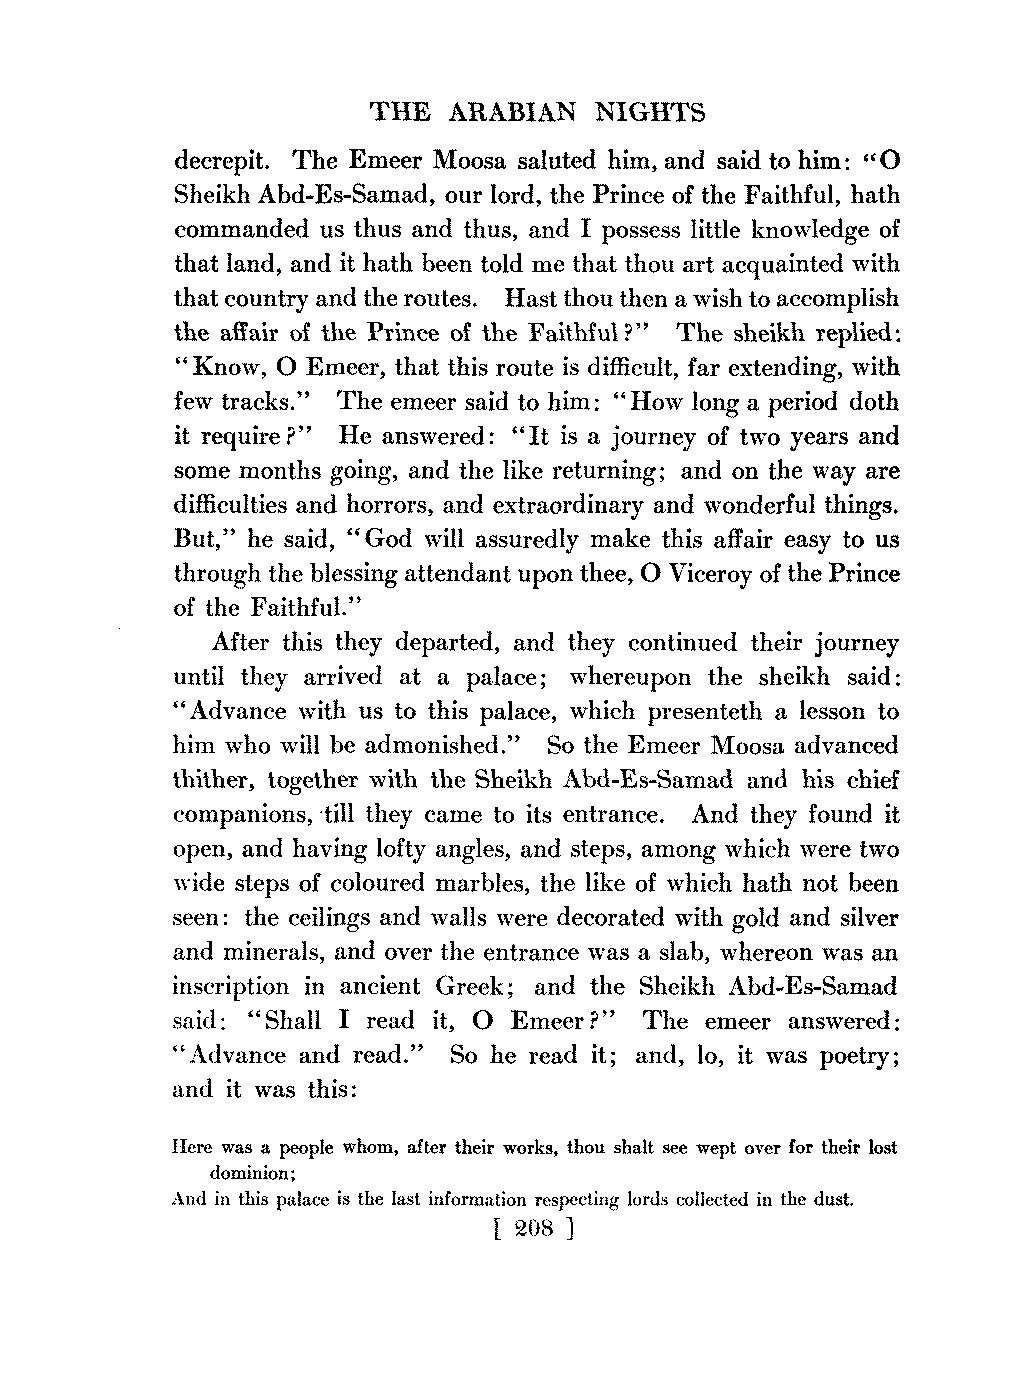 THE ARABIAN NIGHTS
decrepit. The Emeer Moosa saluted him, and said to him: “O
Sheikh Abd-Es-Samad, our lord, the Prince of the Faithful, hath
commanded us thus and thus, and I possess little knowledge of
that land, and it hath been told me that thou art acquainted with
that country and the routes. Hast thou then a wish to accomplish
the affair of the Prince of the Faithful?” The sheikh replied:
“Know, O Emeer, that this route is difficult, far extending, with
few tracks.” The emeer said to him: “How long a period doth
it require?” He answered: “It is a journey of two years and
some months going, and the like returning; and on the way are
difficulties and horrors, and extraordinary and wonderful things.
But,” he said, “God will assuredly make this affair easy to us
through the blessing attendant upon thee, O Viceroy of the Prince
of the Faithful.”
After this they departed, and they continued their journey
until they arrived at a palace; whereupon the sheikh said:
“Advance with us to this palace, which presenteth a lesson to
him who will be admonished.” So the Emeer Moosa advanced
thither, together with the Sheikh Abd-Es-Samad and his chief
companions, till they came to its entrance. And they found it
open, and having lofty angles, and steps, among which were two
wide steps of coloured marbles, the like of which hath not been
seen: the ceilings and walls were decorated with gold and silver
and minerals, and over the entrance was a slab, whereon was an
inscription in ancient Greek; and the Sheikh Abd-Es-Samad
said: “Shall I read it, O Emeer?” The emeer answered:
“Advance and read.” So he read it; and, lo, it was poetry;
and it was this:
Here was a people whom, after their works, thou shalt see wept over for their lost
dominion;
And in this palace is the last information respecting lords collected in the dust.
[ 208 ]